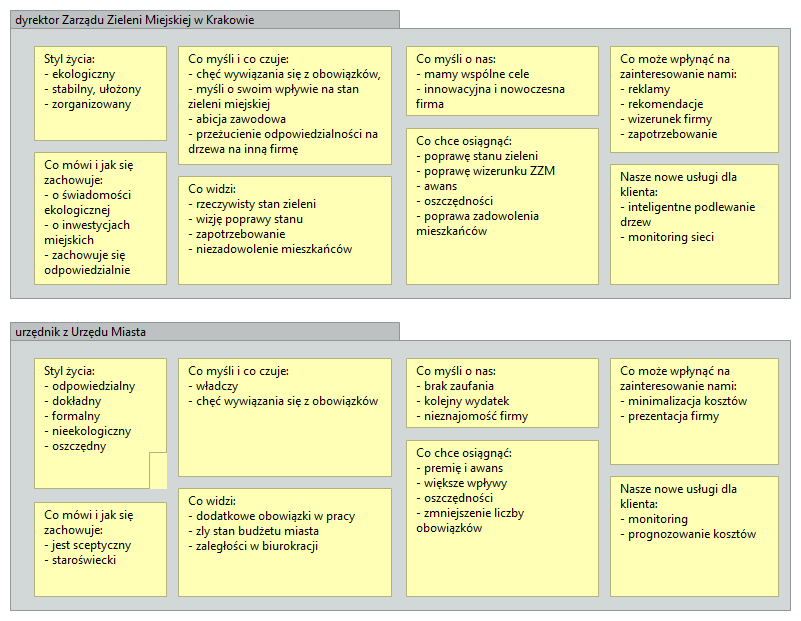 dyrektor Zarządu Zieleni Miejskiej w Krakowie
Styl życia:
- ekologiczny
- stabilny, ułożony
- zorganizowany
Co mówi i jak się
zachowuje:
- o świadomości
ekologicznej
- o inwestycjach
miejskich
- zachowuje się
odpowiedzialnie
Co myśli i co czuje:
- chęć wywiązania się z obowiązków,
- myśli o swoim wpływie na stan
zieleni miejskiej
- abicja zawodowa
- przeżucienie odpowiedzialności na
drzewa na inną firmę
Co widzi:
- rzeczywisty stan zieleni
- wizję poprawy stanu
- zapotrzebowanie
- niezadowolenie mieszkańców
Co myśli o nas:
- mamy wspólne cele
- innowacyjna i nowoczesna
firma
Co chce osiągnąć:
- poprawę stanu zieleni
- poprawę wizerunku ZZM
- awans
- oszczędności
- poprawa zadowolenia
mieszkańców
Co może wpłynąć na
zainteresowanie nami:
- reklamy
- rekomendacje
- wizerunek firmy
- zapotrzebowanie
Nasze nowe usługi dla
klienta:
- inteligentne podlewanie
drzew
- monitoring sieci
urzędnik z Urzędu Miasta
Styl życia:
- odpowiedzialny
- dokładny
- formalny
- nieekologiczny
- oszczędny
Co mówi i jak się
zachowuje:
- jest sceptyczny
- staroświecki
Co myśli i co czuje:
- władczy
- chęć wywiązania się z obowiązków
Co widzi:
- dodatkowe obowiązki w pracy
- zly stan budżetu miasta
- zaległości w biurokracji
Co myśli o nas:
- brak zaufania
- kolejny wydatek
- nieznajomość firmy
Co chce osiągnąć:
- premię i awans
- większe wpływy
- oszczędności
- zmniejszenie liczby
obowiązków
Co może wpłynąć na
zainteresowanie nami:
- minimalizacja kosztów
- prezentacja firmy
Nasze nowe usługi dla
klienta:
- monitoring
- prognozowanie kosztów